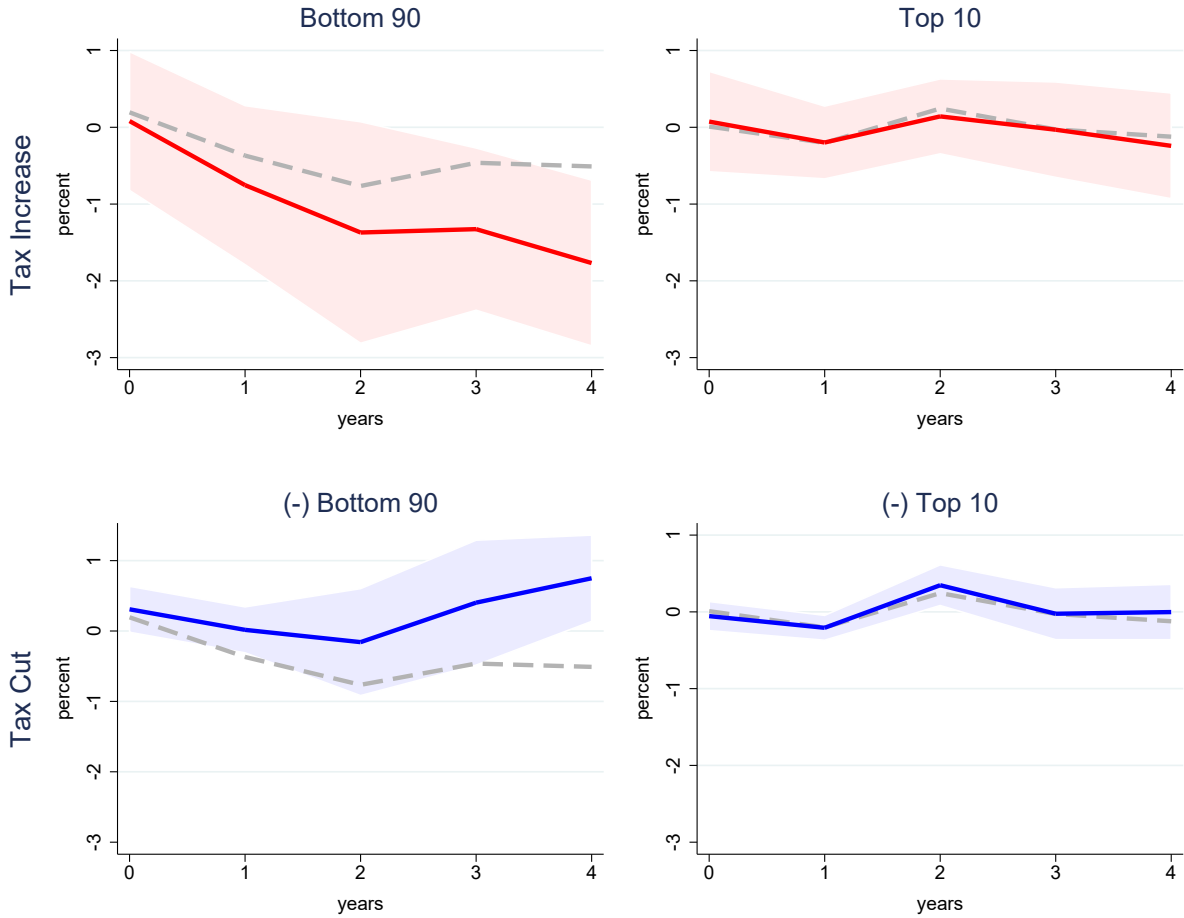 Bottom 90
Top 10
Tax Increase
percent
1
0
-1
-2
-3
0 1 2 3 4
years
percent
1
0
-1
-2
-3
0 1 2 3 4
years
(-) Bottom 90
(-) Top 10
Tax Cut
percent
1
0
-1
-2
-3
0 1 2 3 4
years
percent
1
0
-1
-2
-3
0 1 2 3 4
years